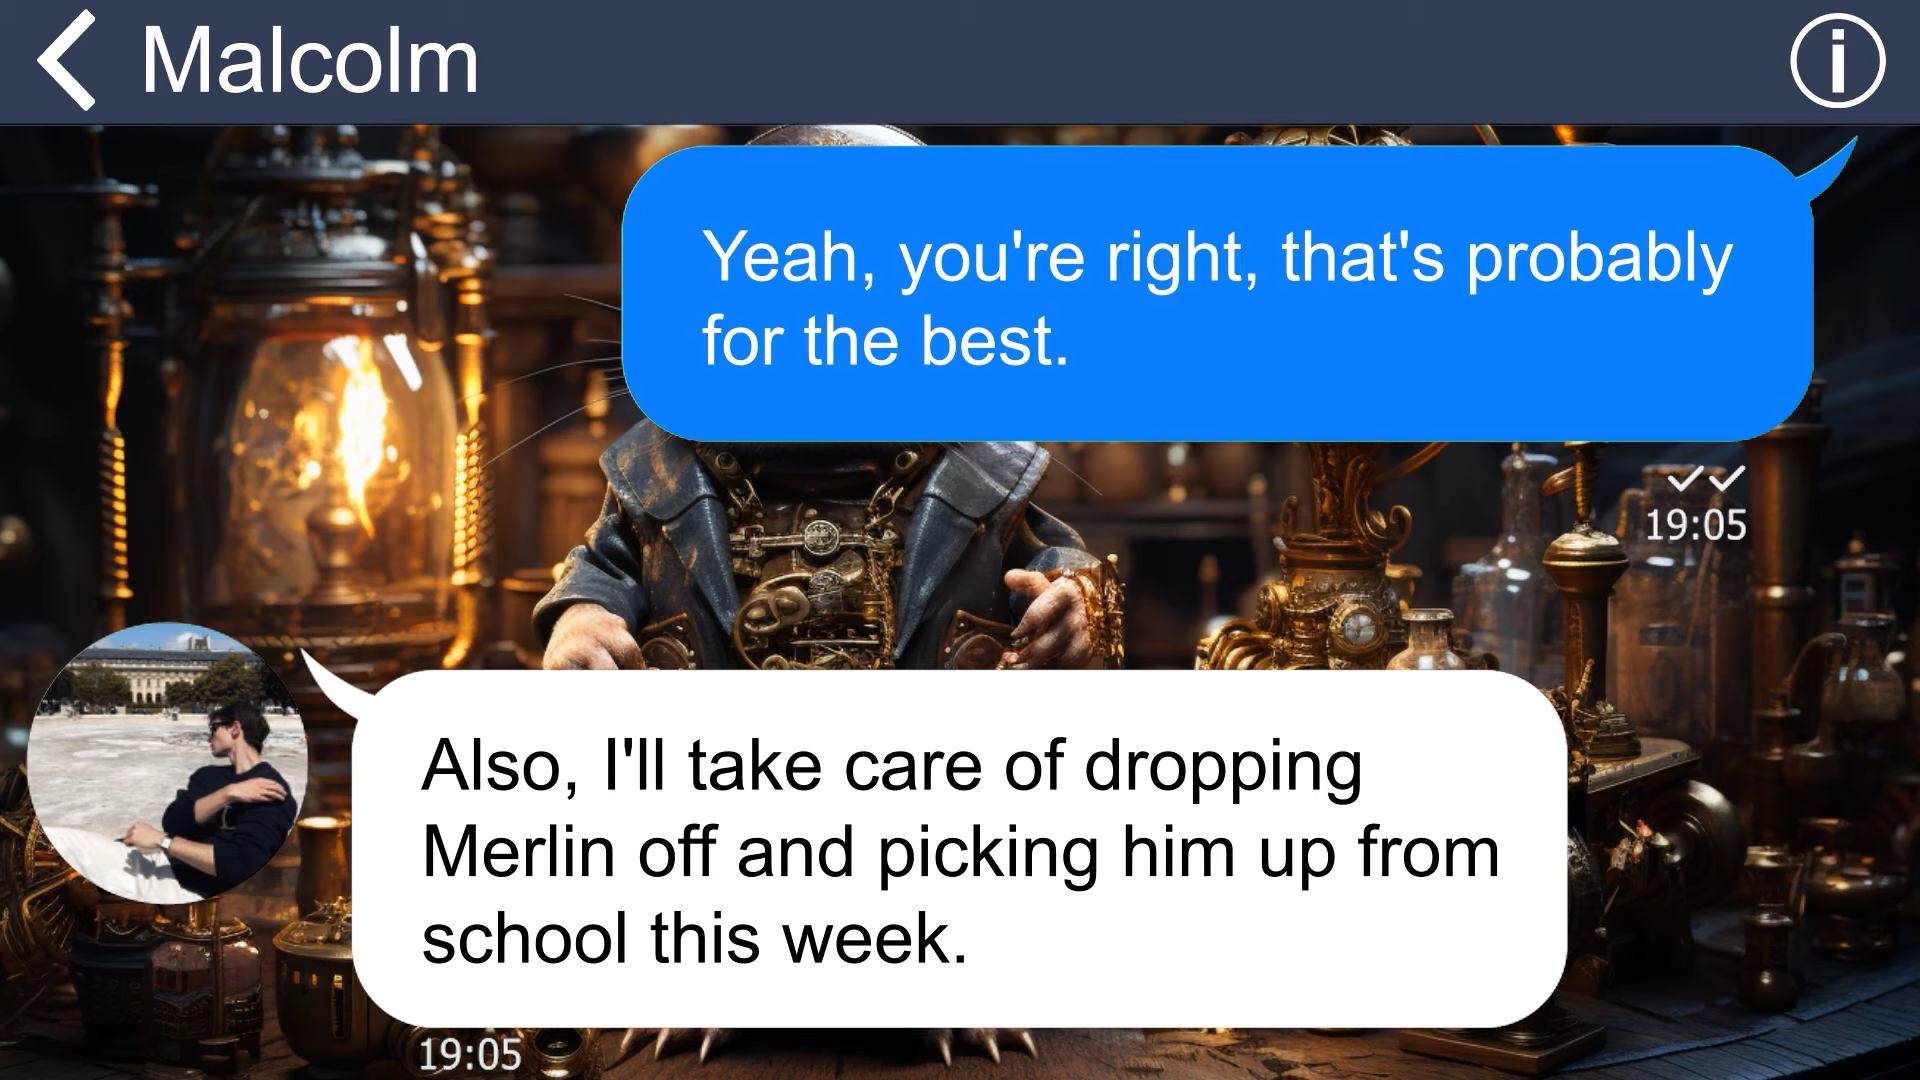 Malcolm
Yeah, you're right, that's probably
for the best.
19:05
Also, I'll take care of dropping
Merlin off and picking him up from
school this week.
19:05